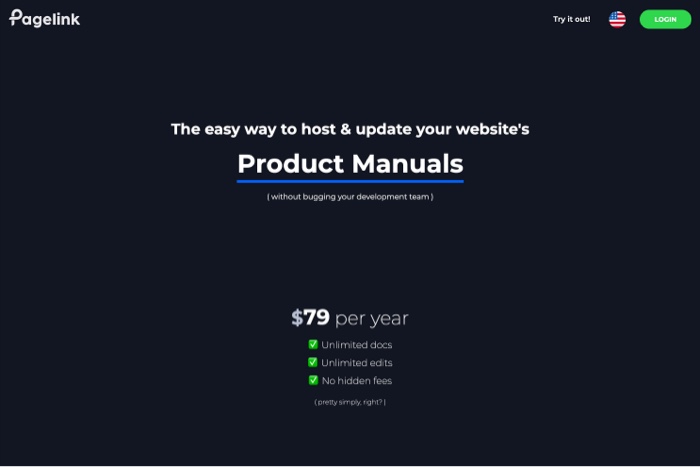 Pagelink
Try it out!
LOGIN
The easy way to host & update your website's
Product Manuals
( without bugging your development team )
$79 per year
Unlimited docs
Unlimited edits
No hidden fees
( pretty simply, right? )